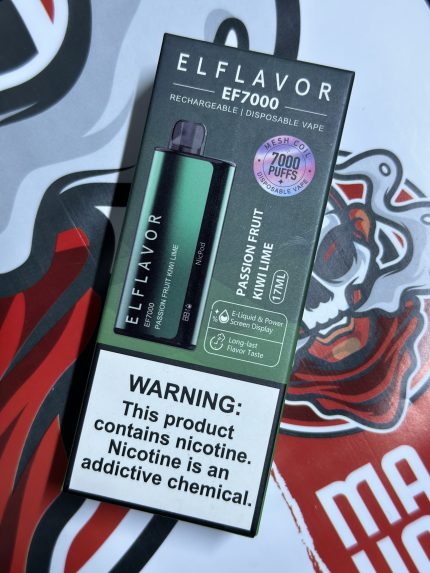 ELFLAVOR
EF7000
RECHARGEABLE | DISPOSABLE VAPE
MESH COIL
7000
PUFFS
DISPOSABLE VAPE
ELFLAVOR
EF7000
PASSION FRUIT KIWI LIME
NicPod
PASSION FRUIT
KIWI LIME
17ML
E-Liquid & Power
Screen Display
Long-last
Flavor Taste
WARNING:
This product
contains nicotine.
Nicotine is an
addictive chemical.
MA